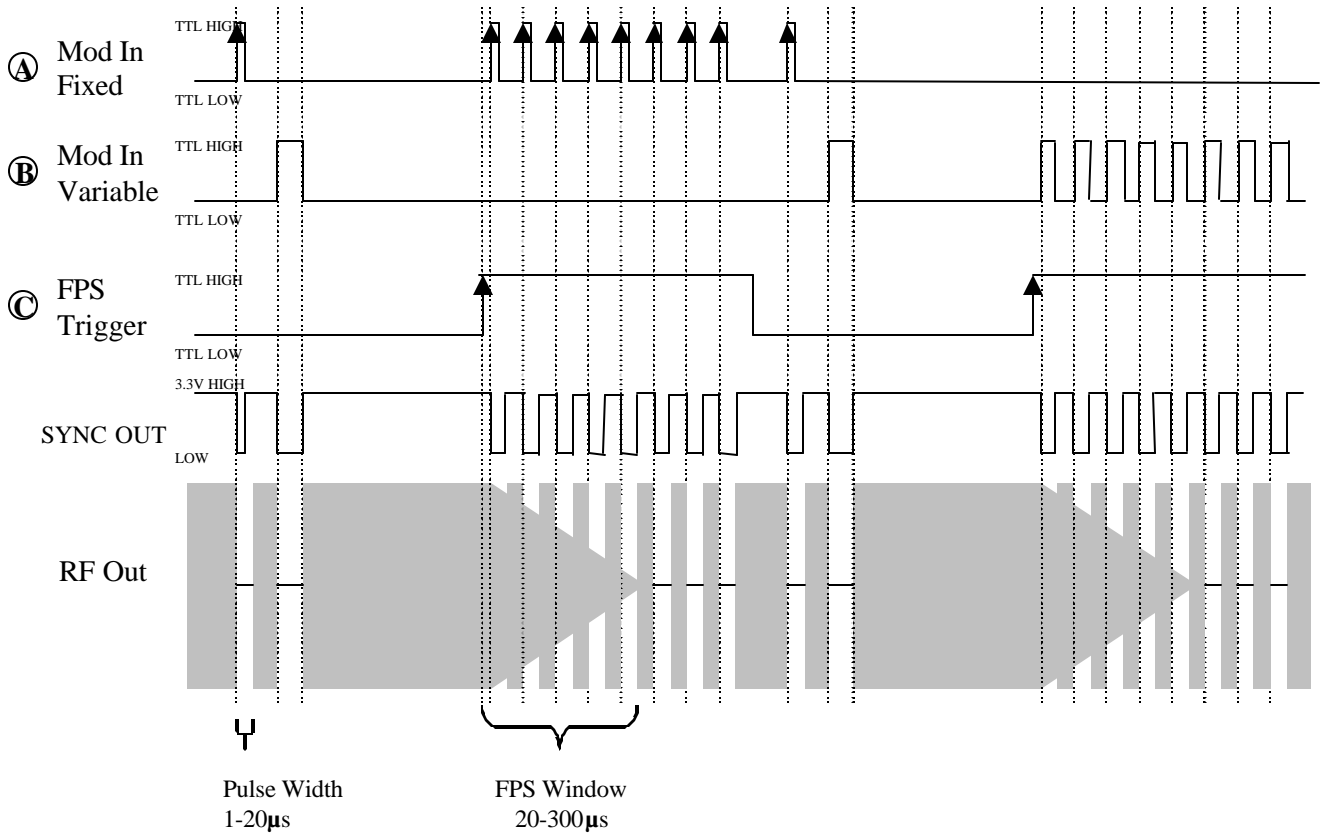 TTL HIGH
A Mod In
Fixed
TTL LOW
TTL HIGH
B Mod In
Variable
TTL LOW
TTL HIGH
C FPS
Trigger
TTL LOW
3.3V HIGH
SYNC OUT
LOW
RF Out
Pulse Width
1-20µs
FPS Window
20-300µs